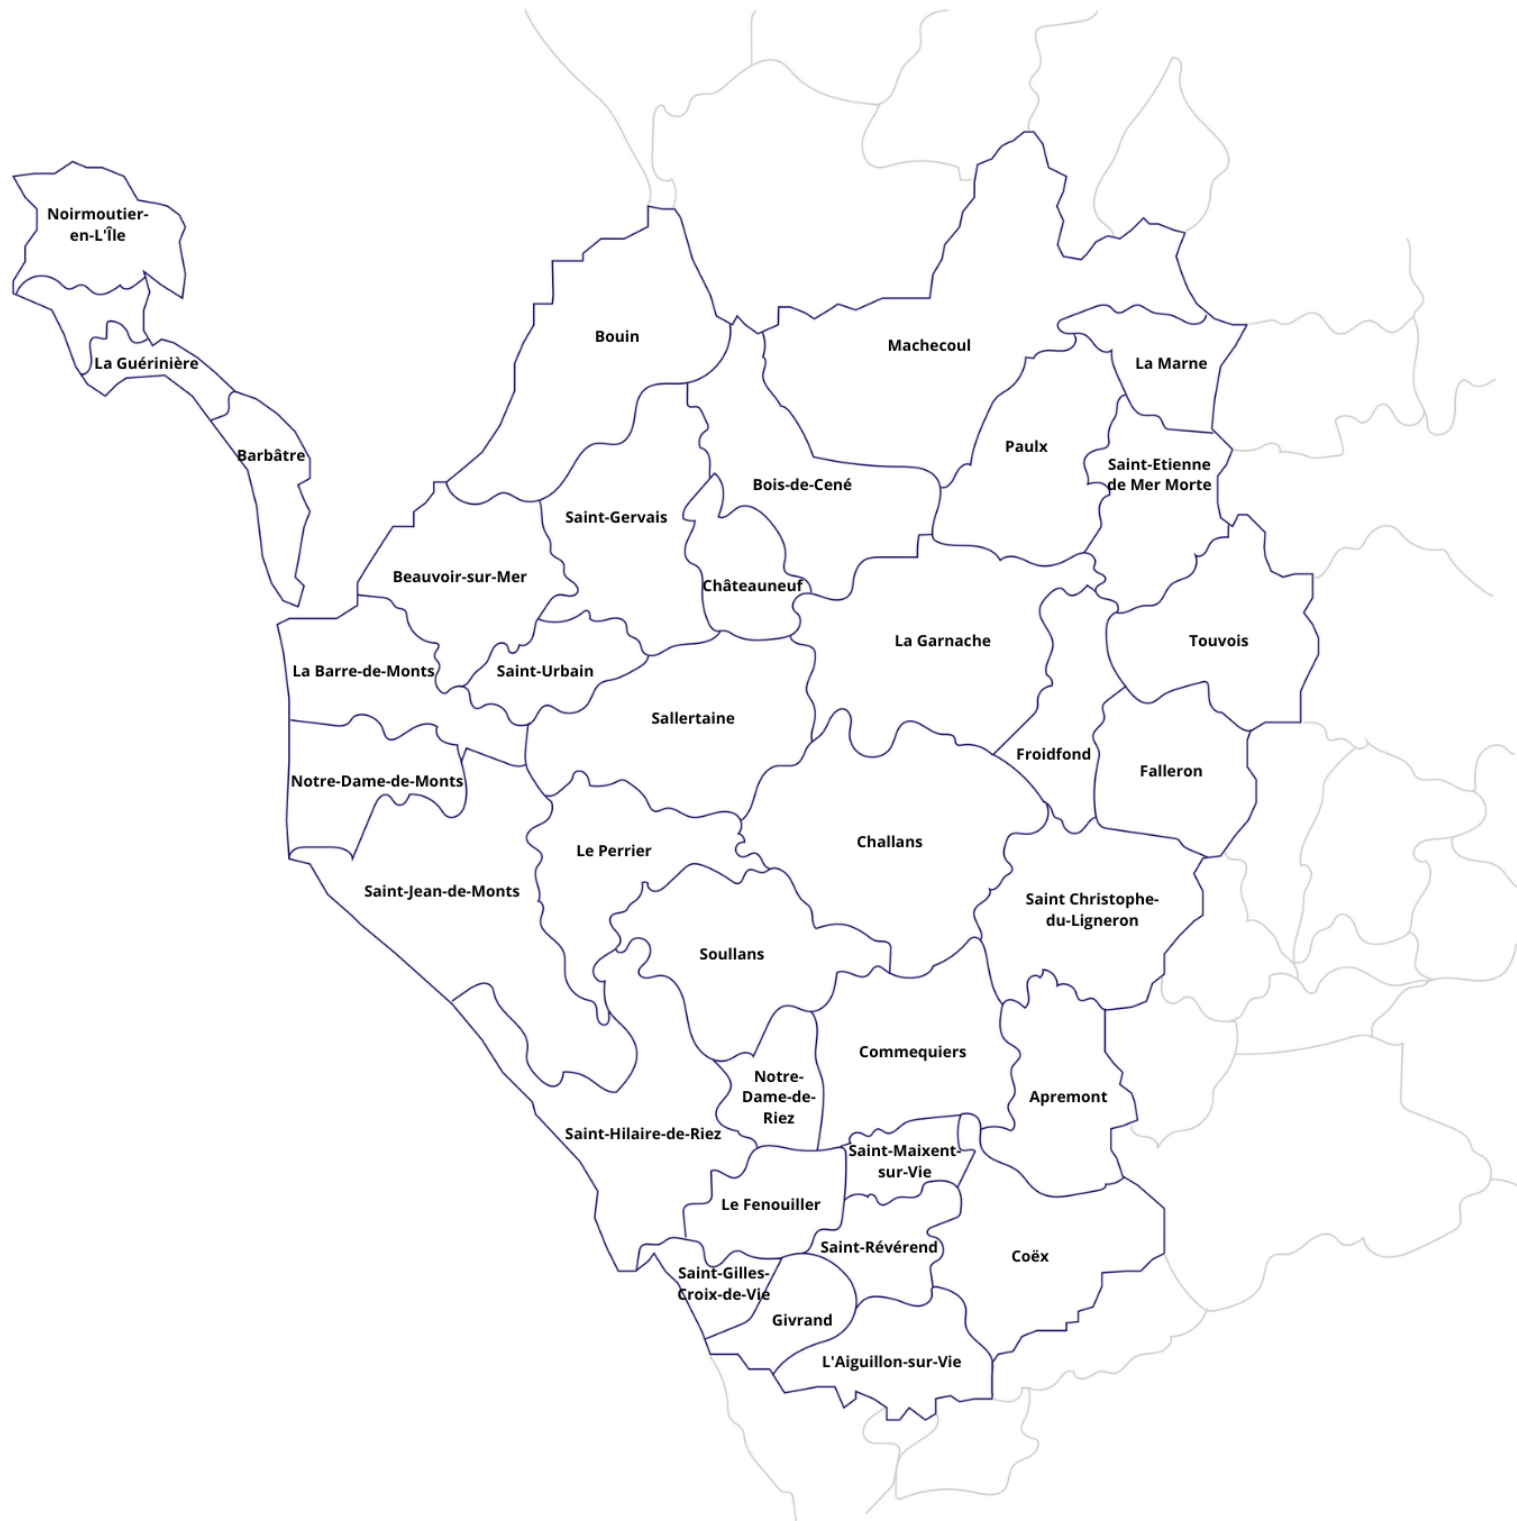 Noirmoutier-
en-L'Île
Bouin
Machecoul
La Guérinière
La Marne
Barbâtre
Paulx
Saint-Etienne
de Mer Morte
Bois-de-Cené
Saint-Gervais
Beauvoir-sur-Mer
Châteauneuf
La Garnache
Touvois
La Barre-de-Monts
Saint-Urbain
Sallertaine
Froidfond
Falleron
Notre-Dame-de-Monts
Challans
Le Perrier
Saint-Jean-de-Monts
Saint Christophe-
du-Ligneron
Soullans
Commequiers
Notre-
Dame-de-
Riez
Apremont
Saint-Hilaire-de-Riez
Saint-Maixent-
sur-Vie
Le Fenouiller
Saint-Révérend
Coëx
Saint-Gilles-
Croix-de-Vie
Givrand
L'Aiguillon-sur-Vie